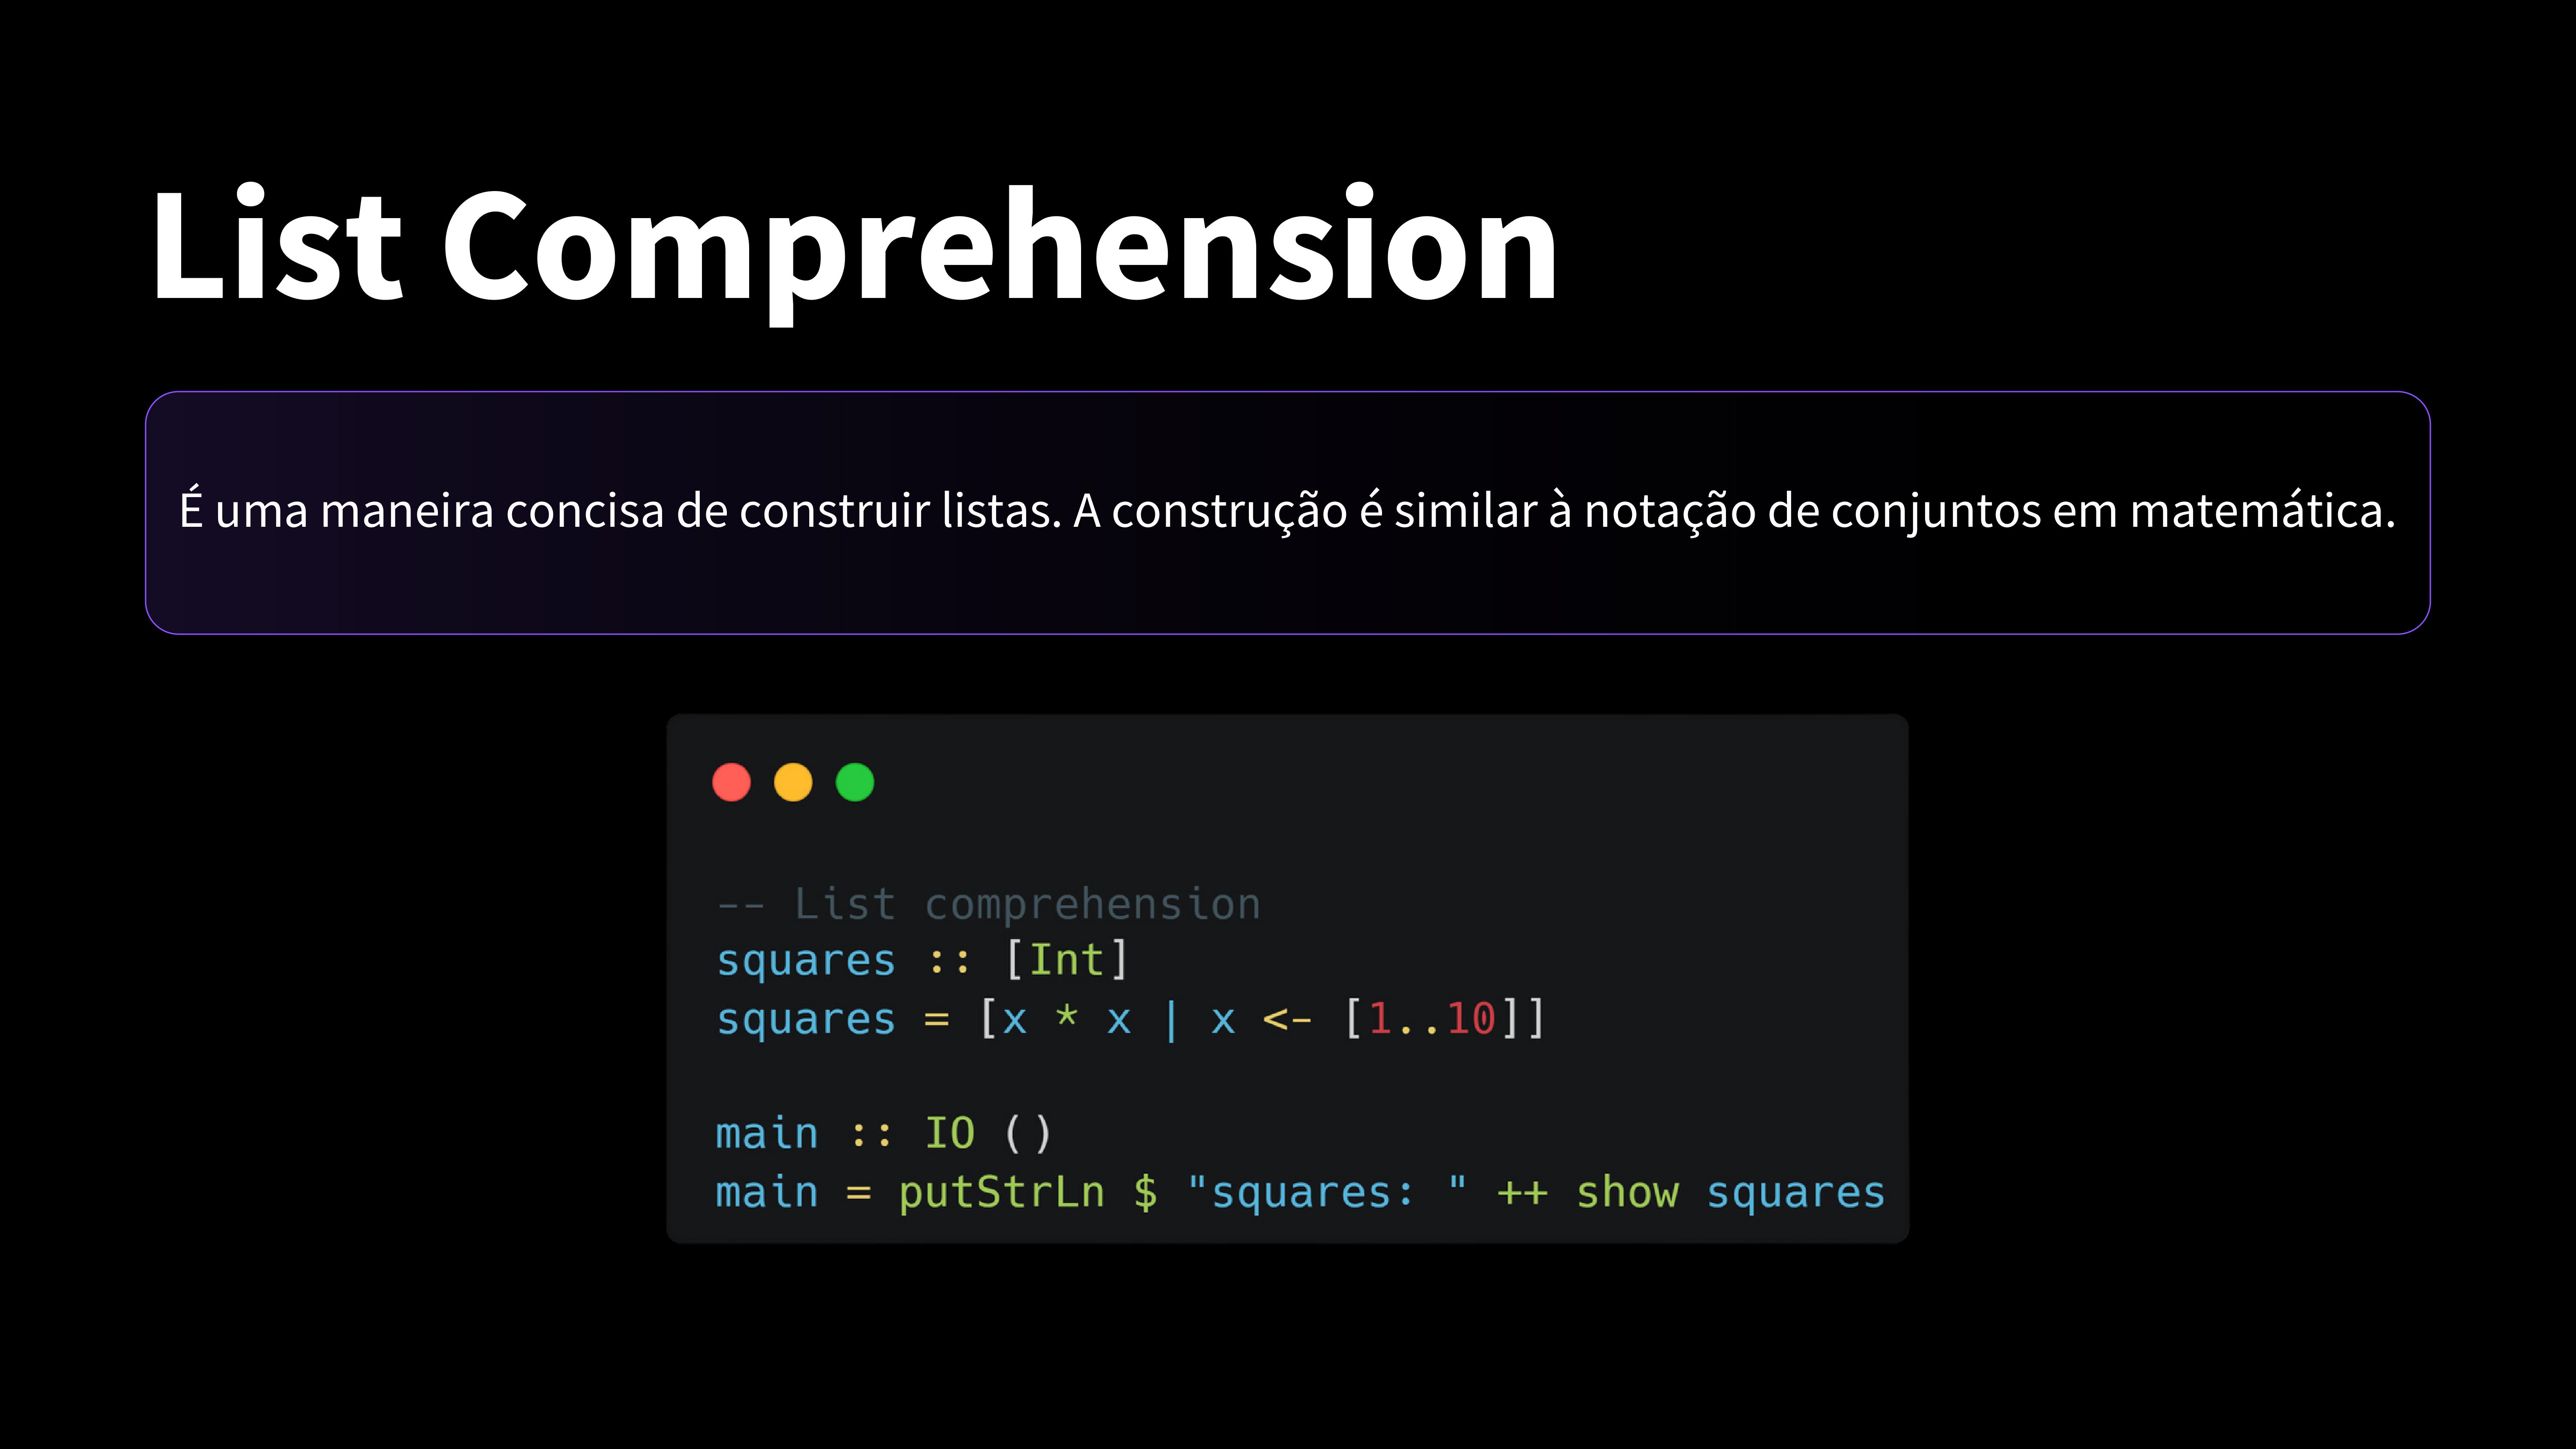 List Comprehension
É uma maneira concisa de construir listas. A construção é similar à notação de conjuntos em matemática.
-- List comprehension
squares :: [Int]
squares = [x * x | x <- [1..10]]
main :: IO ()
main = putStrLn $ "squares: " ++ show squares